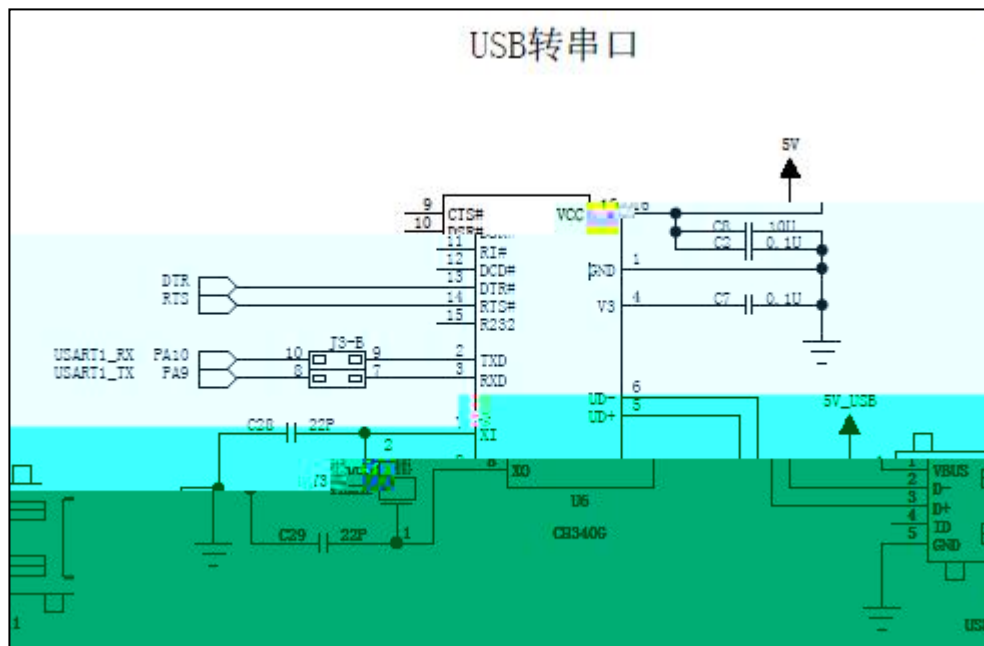 USB转串口
5V
9 CTS# VCC
10 DSR#
C8 10U
C2 0.1U
11 RI#
12 DCD# GND 1
DTR 13 DTR#
RTS 14 RTS# V3 4 C7 0.1U
15 R232
J3-B
USART1_RX PA10 10 9 2 TXD
USART1_TX PA9 8 7 3 RXD
UD- 6
UD+ 5
5V_USB
C28 22P
XI
2
8 XO
1 VBUS
2 D-
3 D+
4 ID
5 GND
U6
C29 22P 1
CH340G
1